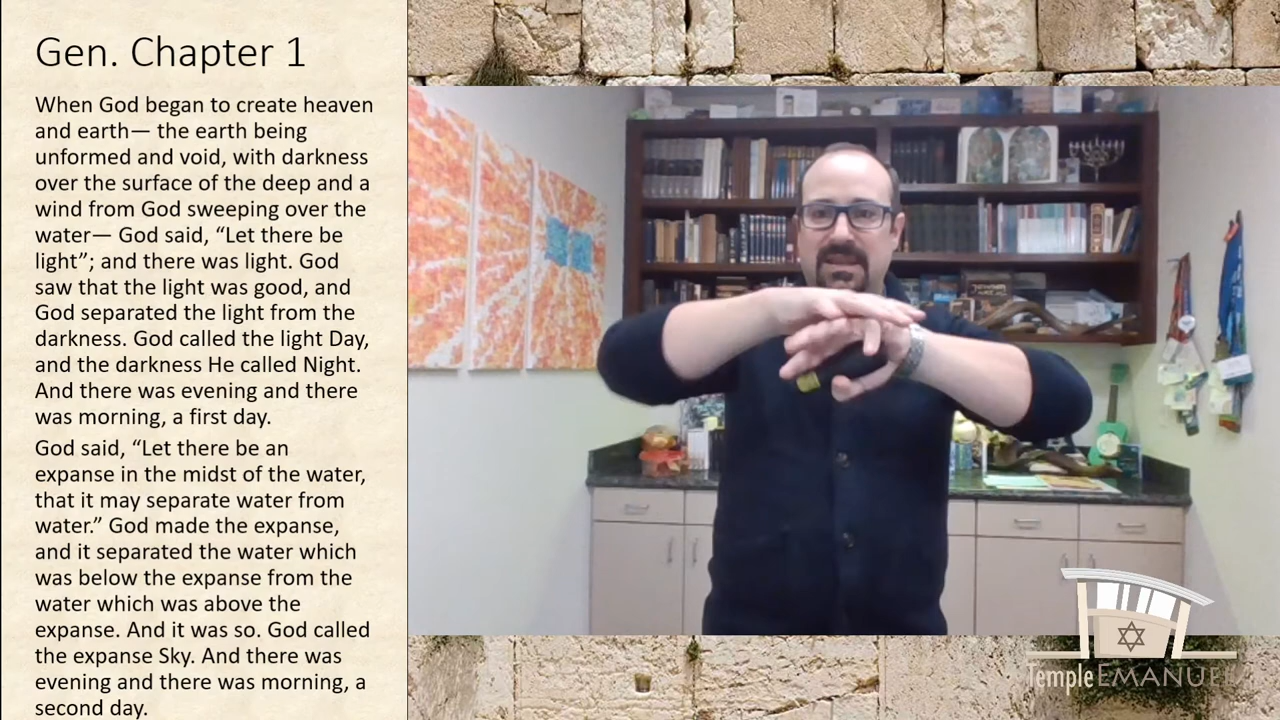 Gen. Chapter 1
When God began to create heaven
and earth— the earth being
unformed and void, with darkness
over the surface of the deep and a
wind from God sweeping over the
water— God said, “Let there be
light”; and there was light. God
saw that the light was good, and
God separated the light from the
darkness. God called the light Day,
and the darkness He called Night.
And there was evening and there
was morning, a first day.
God said, “Let there be an
expanse in the midst of the water,
that it may separate water from
water.” God made the expanse,
and it separated the water which
was below the expanse from the
water which was above the
expanse. And it was so. God called
the expanse Sky. And there was
evening and there was morning, a
second day.
Temple EMANUEL